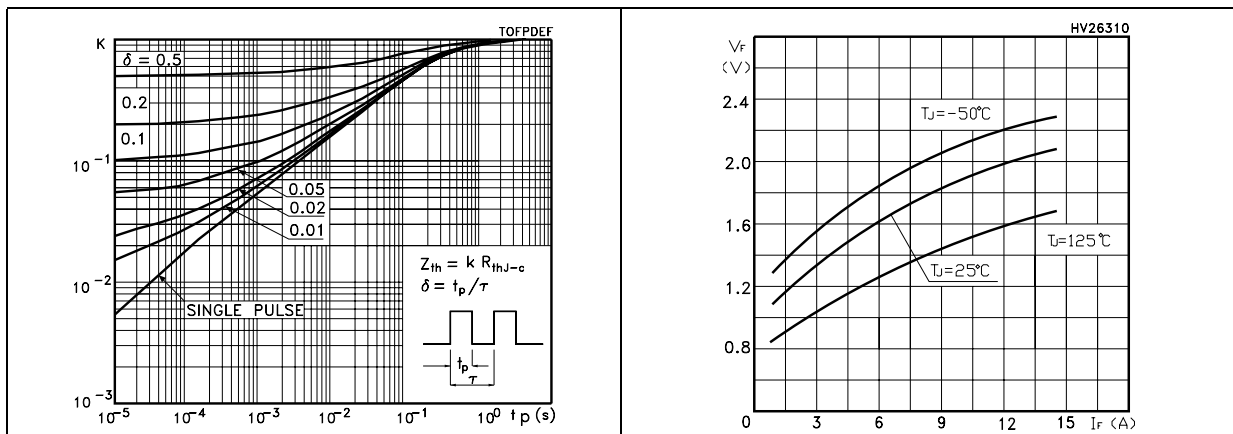 TOFPDEF
K
δ = 0.5
0.2
0.1
10⁻¹
0.05
0.02
0.01
10⁻²
SINGLE PULSE
Zth = k RthJ-c
δ = tp/τ
tp
τ
10⁻³
10⁻⁵ 10⁻⁴ 10⁻³ 10⁻² 10⁻¹ 10⁰ tp (s)
HV26310
VF
(V)
2.4
TJ=-50°C
2.0
1.6
TJ=125°C
TJ=25°C
1.2
0.8
0 3 6 9 12 15 IF (A)